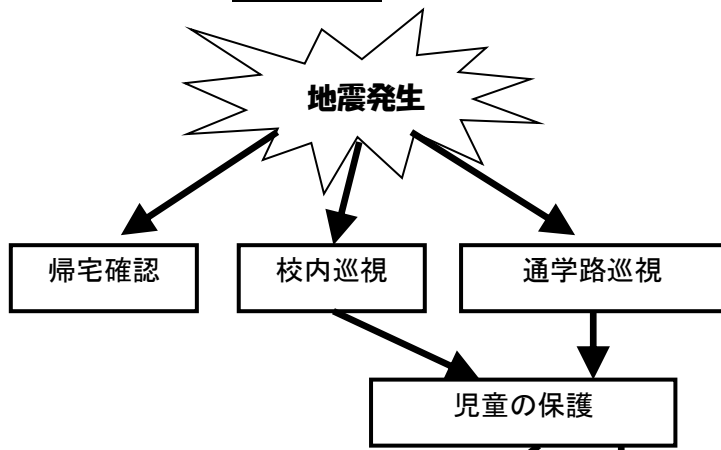 地震発生
帰宅確認
校内巡視
通学路巡視
児童の保護